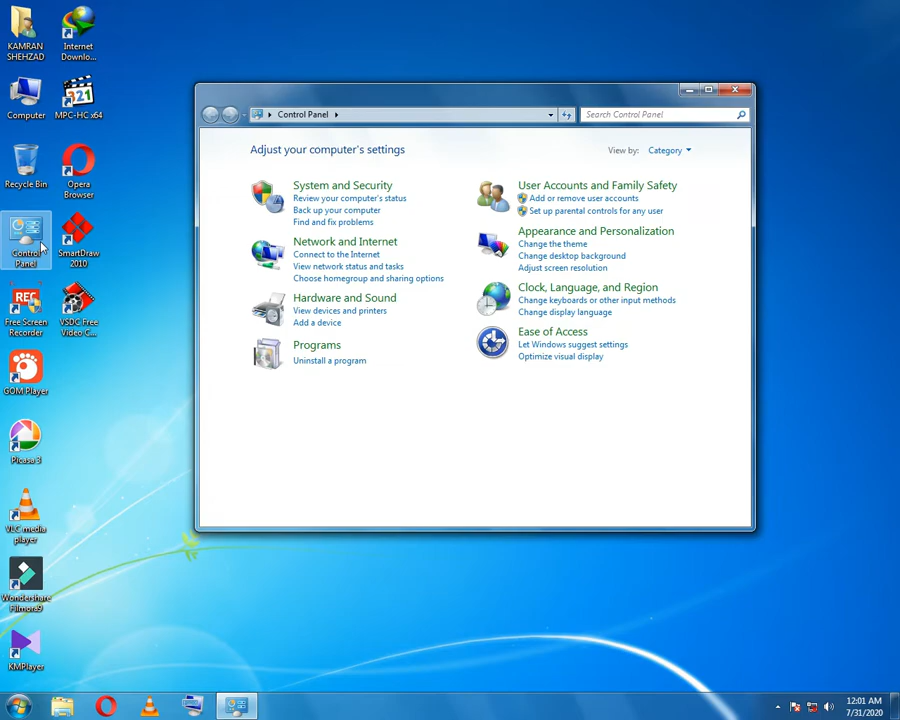 KAMRAN
SHEHZAD
Internet
Downlo...
Computer
MPC-HC x64
Recycle Bin
Opera
Browser
Control
Panel
SmartDraw
2010
REC
Free Screen
Recorder
VSDC Free
Video C...
GOM Player
Picasa 3
VLC media
player
Wondershare
Filmora9
KMPlayer
Control Panel
Search Control Panel
Adjust your computer's settings
View by: Category
System and Security
Review your computer's status
Back up your computer
Find and fix problems
Network and Internet
Connect to the Internet
View network status and tasks
Choose homegroup and sharing options
Hardware and Sound
View devices and printers
Add a device
Programs
Uninstall a program
User Accounts and Family Safety
Add or remove user accounts
Set up parental controls for any user
Appearance and Personalization
Change the theme
Change desktop background
Adjust screen resolution
Clock, Language, and Region
Change keyboards or other input methods
Change display language
Ease of Access
Let Windows suggest settings
Optimize visual display
12:01 AM
7/31/2020